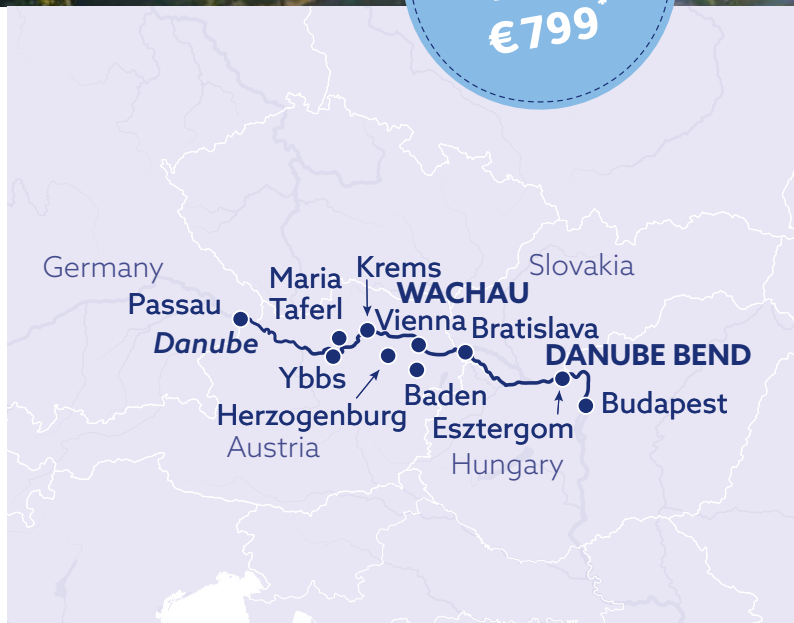 €799*
Germany
Slovakia
Maria
Taferl
Krems
WACHAU
Passau
Vienna
Bratislava
Danube
DANUBE BEND
Ybbs
Baden
Budapest
Herzogenburg
Esztergom
Austria
Hungary